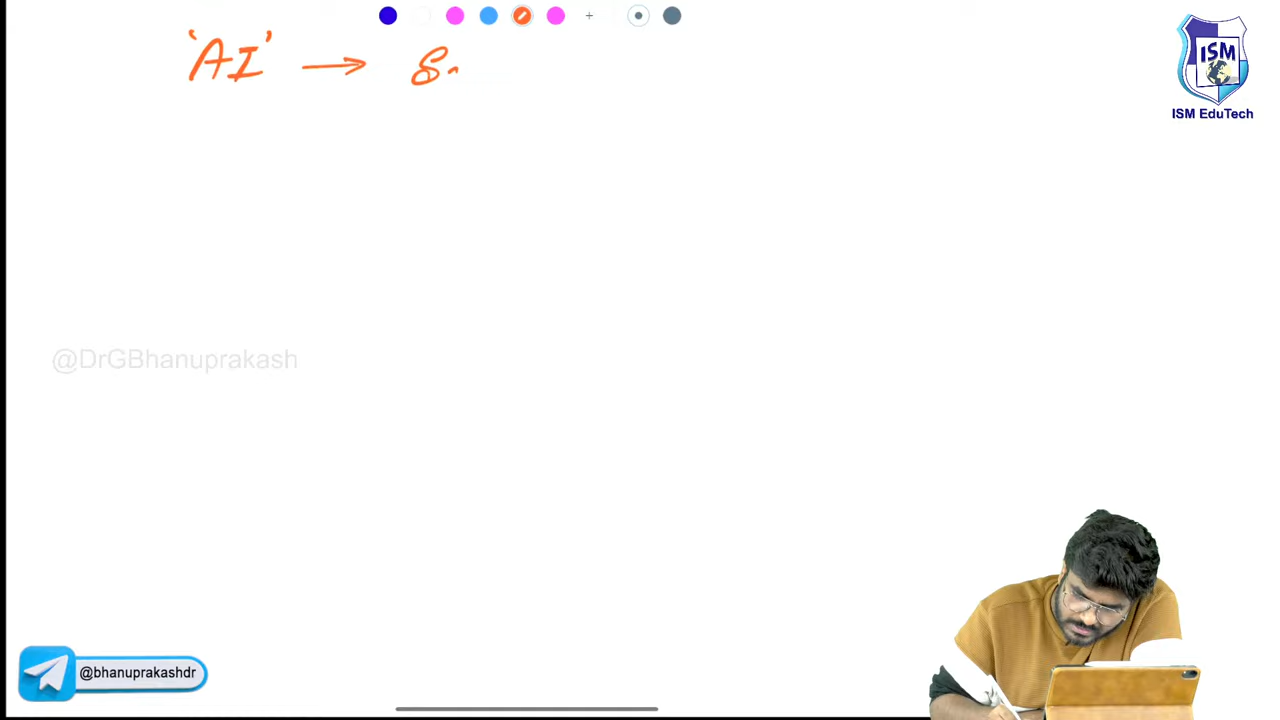 'AI' →
ISM
ISM EduTech
@DrGBhanuprakash
@bhanuprakashdr